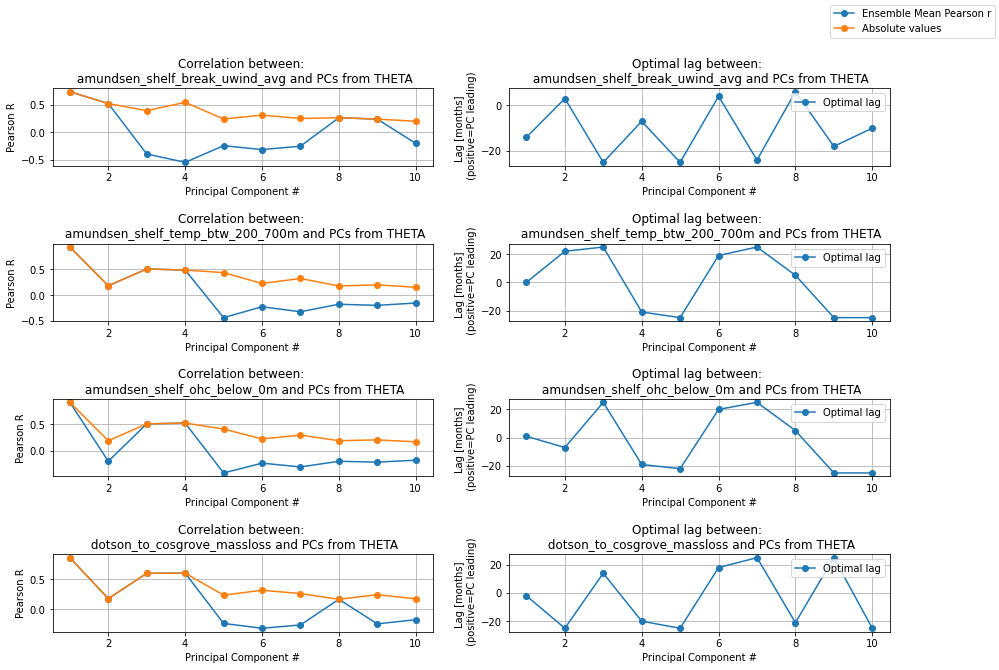 Ensemble Mean Pearson r
Absolute values
Correlation between:
amundsen_shelf_break_uwind_avg and PCs from THETA
Pearson R
0.5
0.0
−0.5
2
4
6
8
10
Principal Component #
Optimal lag between:
amundsen_shelf_break_uwind_avg and PCs from THETA
Lag [months]
(positive=PC leading)
0
−20
Optimal lag
2
4
6
8
10
Principal Component #
Correlation between:
amundsen_shelf_temp_btw_200_700m and PCs from THETA
Pearson R
0.5
0.0
−0.5
2
4
6
8
10
Principal Component #
Optimal lag between:
amundsen_shelf_temp_btw_200_700m and PCs from THETA
Lag [months]
(positive=PC leading)
20
0
−20
Optimal lag
2
4
6
8
10
Principal Component #
Correlation between:
amundsen_shelf_ohc_below_0m and PCs from THETA
Pearson R
0.5
0.0
2
4
6
8
10
Principal Component #
Optimal lag between:
amundsen_shelf_ohc_below_0m and PCs from THETA
Lag [months]
(positive=PC leading)
20
0
−20
Optimal lag
2
4
6
8
10
Principal Component #
Correlation between:
dotson_to_cosgrove_massloss and PCs from THETA
Pearson R
0.5
0.0
2
4
6
8
10
Principal Component #
Optimal lag between:
dotson_to_cosgrove_massloss and PCs from THETA
Lag [months]
(positive=PC leading)
20
0
−20
Optimal lag
2
4
6
8
10
Principal Component #